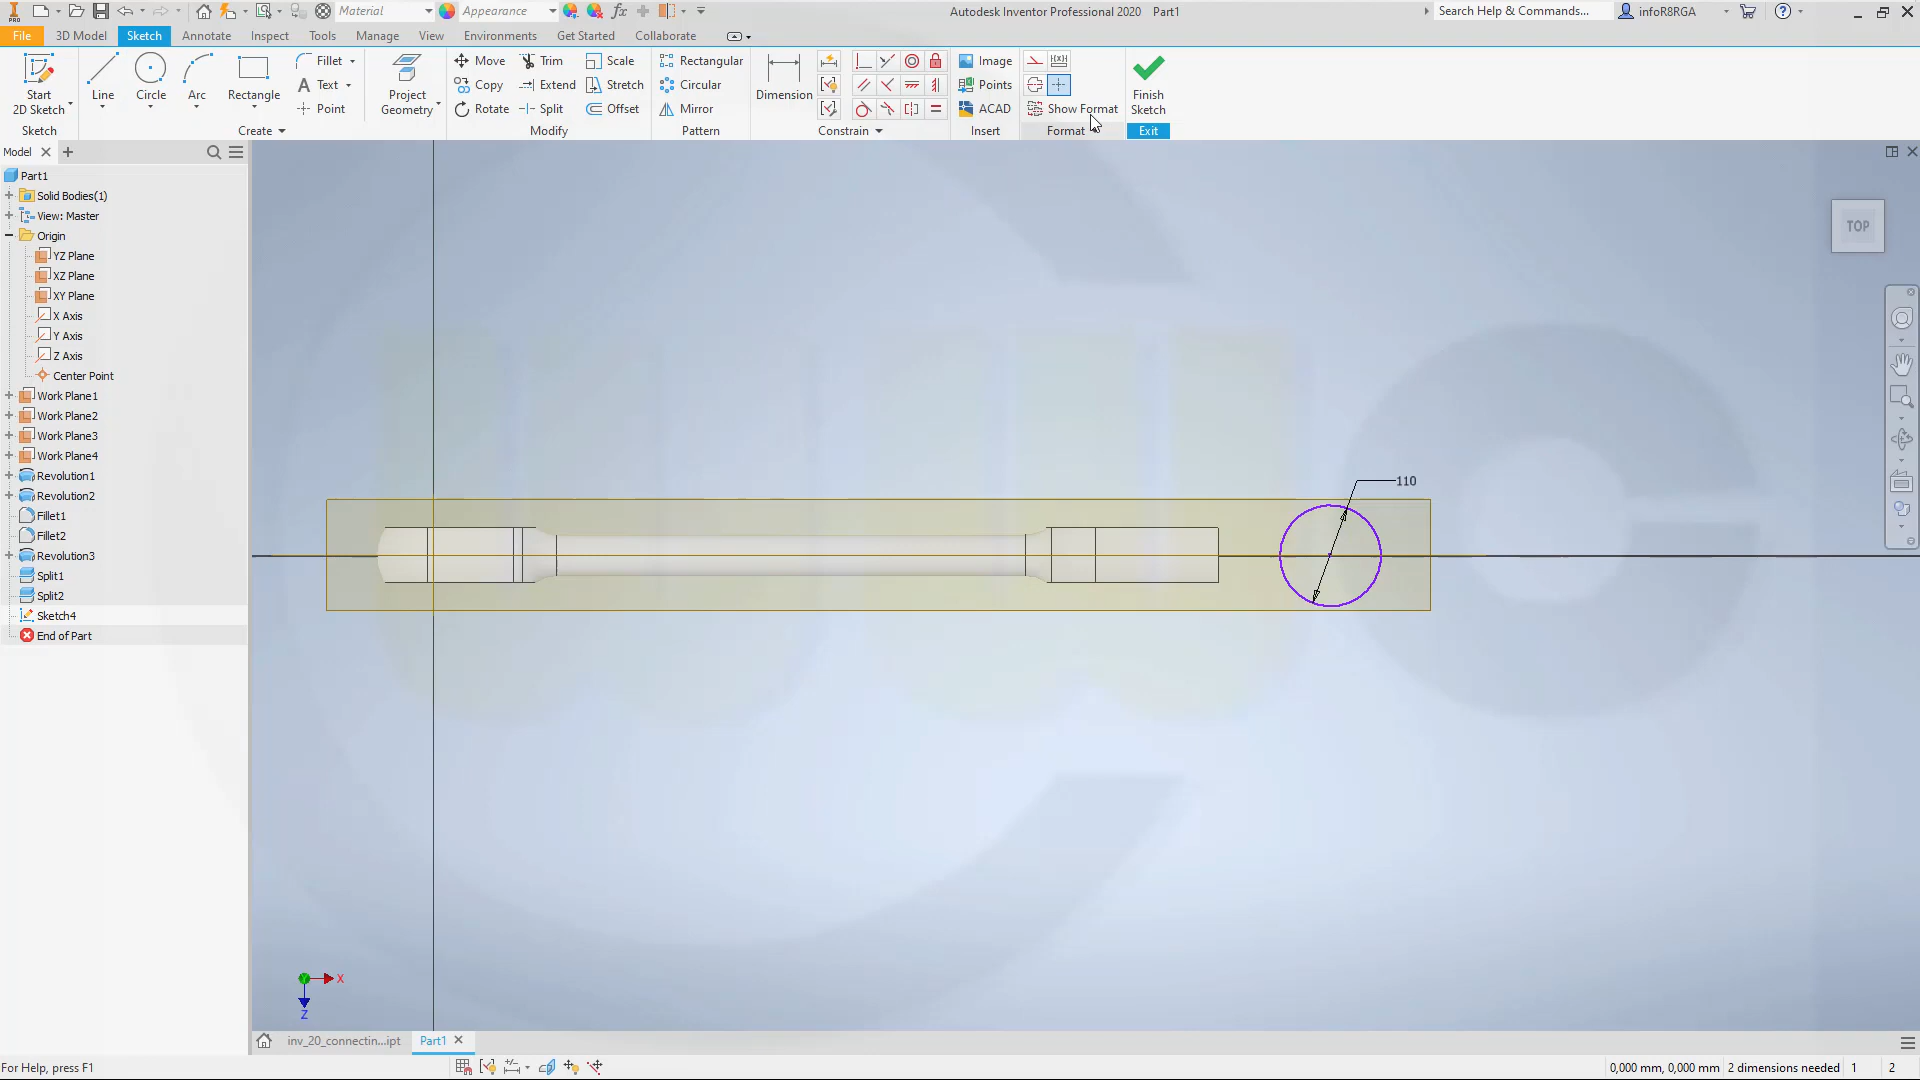 PRO
Material
Appearance
Autodesk Inventor Professional 2020 Part1
Search Help & Commands...
infoR8RGA
File 3D Model Sketch Annotate Inspect Tools Manage View Environments Get Started Collaborate
Start
2D Sketch
Line
Circle
Arc
Rectangle
Fillet
Text
Point
Project
Geometry
Move
Copy
Rotate
Trim
Extend
Split
Scale
Stretch
Offset
Rectangular
Circular
Mirror
Dimension
Image
Points
ACAD
Show Format
Finish
Sketch
Sketch Create Modify Pattern Constrain Insert Format Exit
Model
Part1
Solid Bodies(1)
View: Master
Origin
YZ Plane
XZ Plane
XY Plane
X Axis
Y Axis
Z Axis
Center Point
Work Plane1
Work Plane2
Work Plane3
Work Plane4
Revolution1
Revolution2
Fillet1
Fillet2
Revolution3
Split1
Split2
Sketch4
End of Part
TOP
110
X
Z
inv_20_connectin...ipt Part1
For Help, press F1
0,000 mm, 0,000 mm 2 dimensions needed 1 2